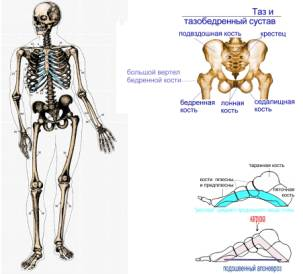 Таз и
тазобедренный сустав
подвздошная кость
крестец
большой вертел
бедренной кости
бедренная
кость
лонная
кость
седалищная
кость
таранная кость
кости плюсны
и предплюсны
пяточная
кость
подошвенный апоневроз